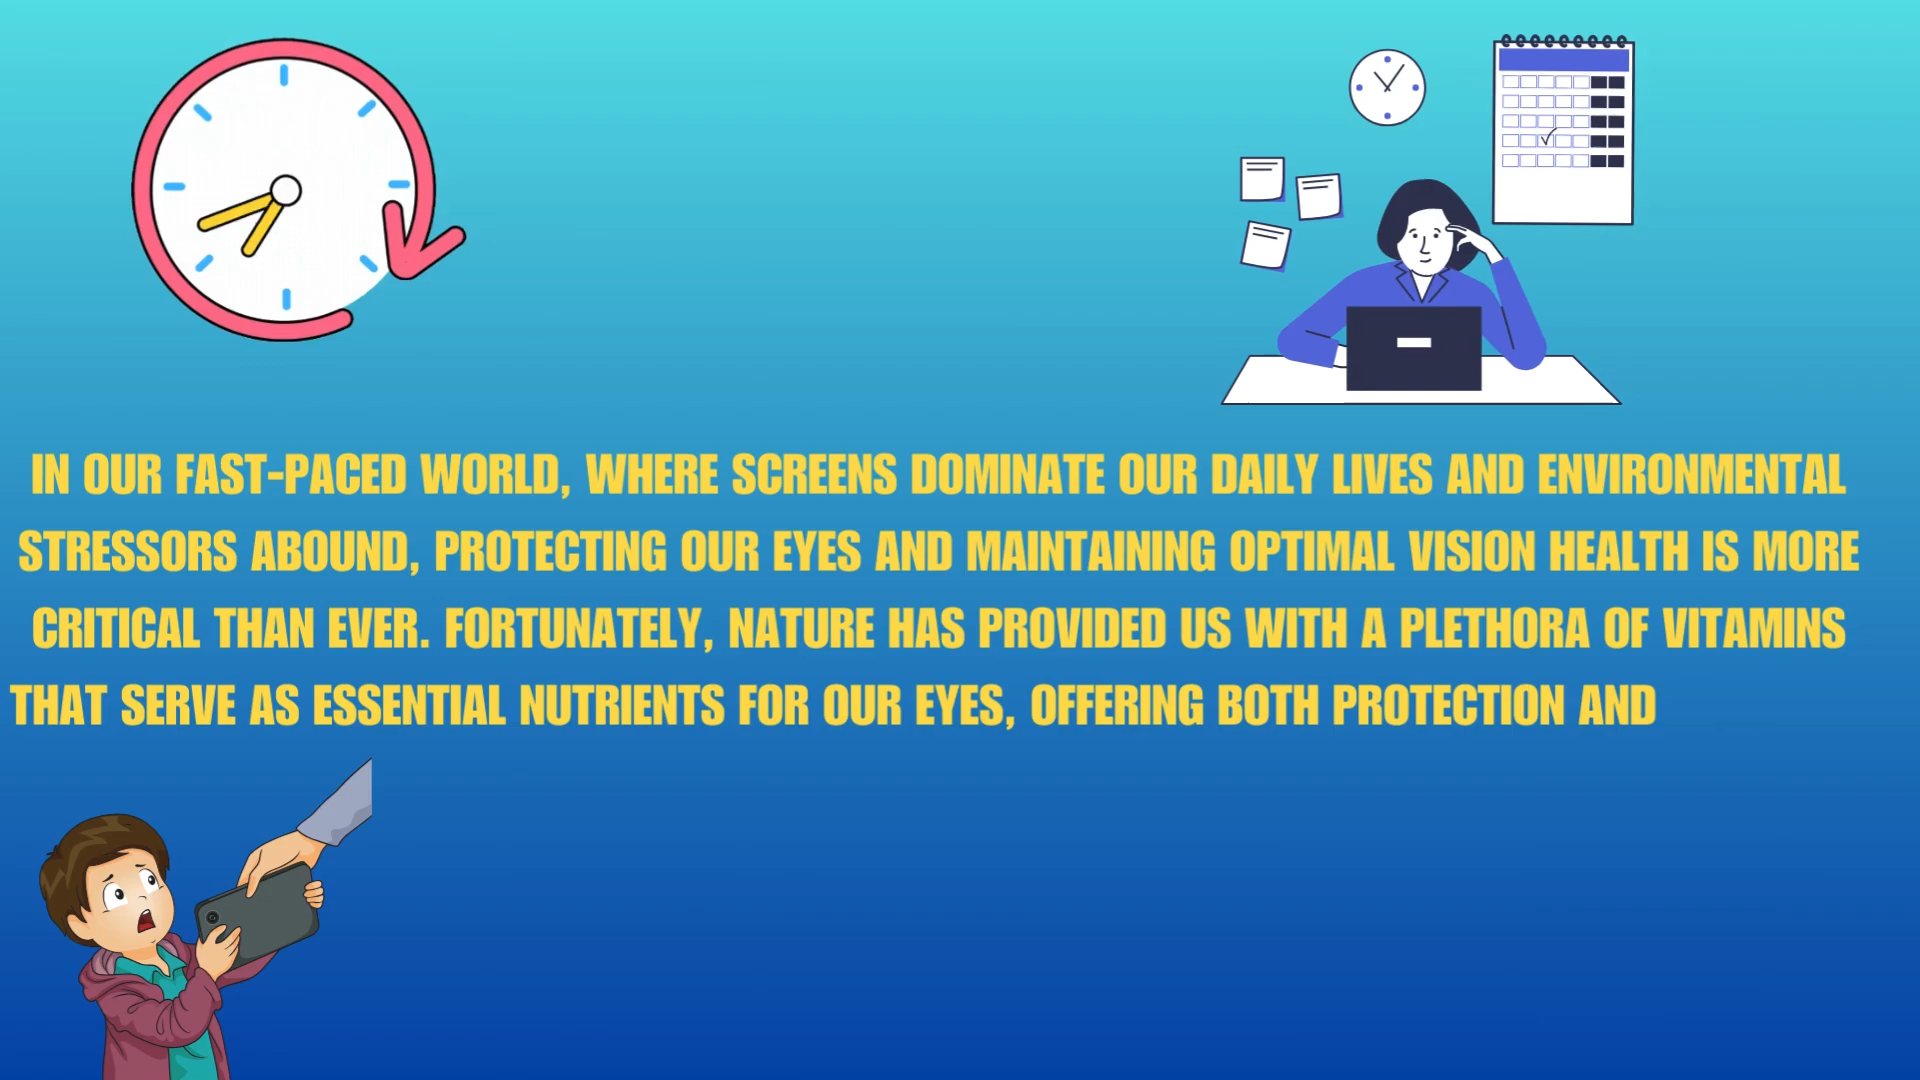 IN OUR FAST-PACED WORLD, WHERE SCREENS DOMINATE OUR DAILY LIVES AND ENVIRONMENTAL
STRESSORS ABOUND, PROTECTING OUR EYES AND MAINTAINING OPTIMAL VISION HEALTH IS MORE
CRITICAL THAN EVER. FORTUNATELY, NATURE HAS PROVIDED US WITH A PLETHORA OF VITAMINS
THAT SERVE AS ESSENTIAL NUTRIENTS FOR OUR EYES, OFFERING BOTH PROTECTION AND